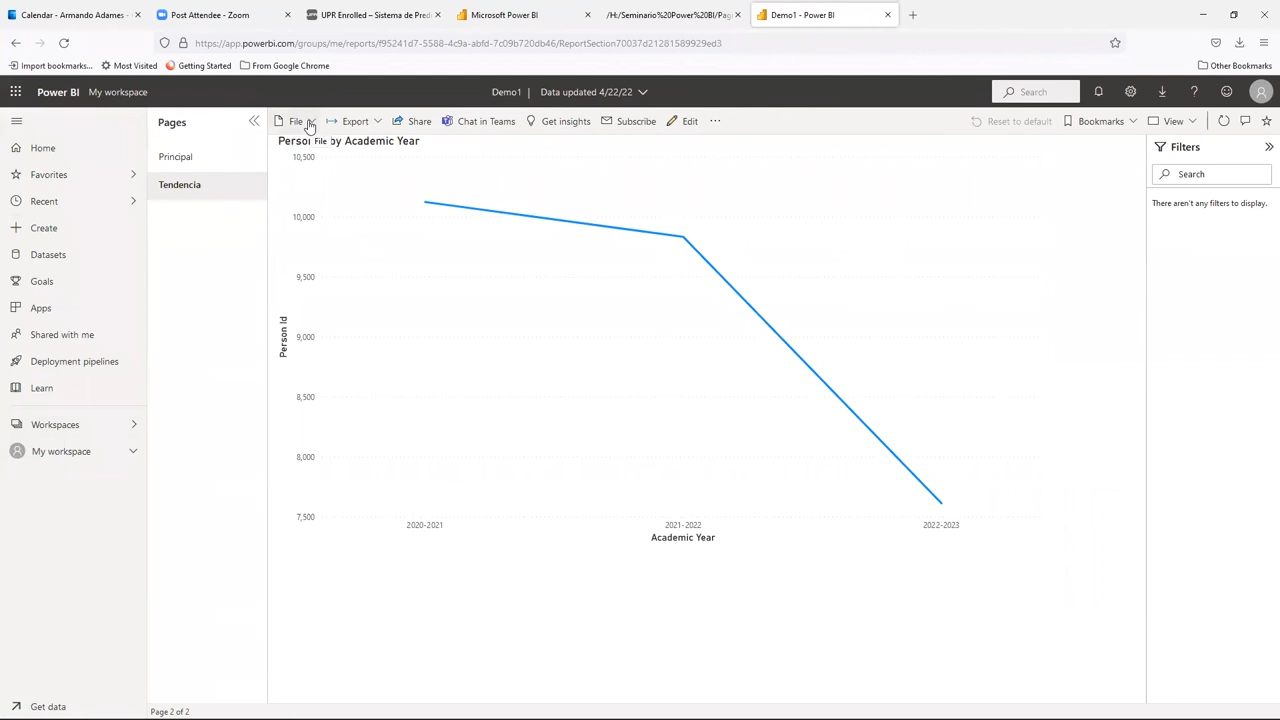 Calendar - Armando Adames -
Post Attendee - Zoom
UPR Enrolled – Sistema de Predi
Microsoft Power BI
/H:/Seminario%20Power%20BI/Pag
Demo1 - Power BI
https://app.powerbi.com/groups/me/reports/f95241d7-5588-4c9a-abfd-7c09b720db46/ReportSection70037d21281589929ed3
Import bookmarks...
Most Visited
Getting Started
From Google Chrome
Other Bookmarks
Power BI
My workspace
Demo1
Data updated 4/22/22
Search
File
Export
Share
Chat in Teams
Get insights
Subscribe
Edit
Reset to default
Bookmarks
View
Home
Favorites
Recent
Create
Datasets
Goals
Apps
Shared with me
Deployment pipelines
Learn
Workspaces
My workspace
Get data
Pages
Principal
Tendencia
File
Person by Academic Year
10,500
10,000
9,500
9,000
8,500
8,000
7,500
Person Id
2020-2021
2021-2022
2022-2023
Academic Year
Filters
Search
There aren't any filters to display.
Page 2 of 2